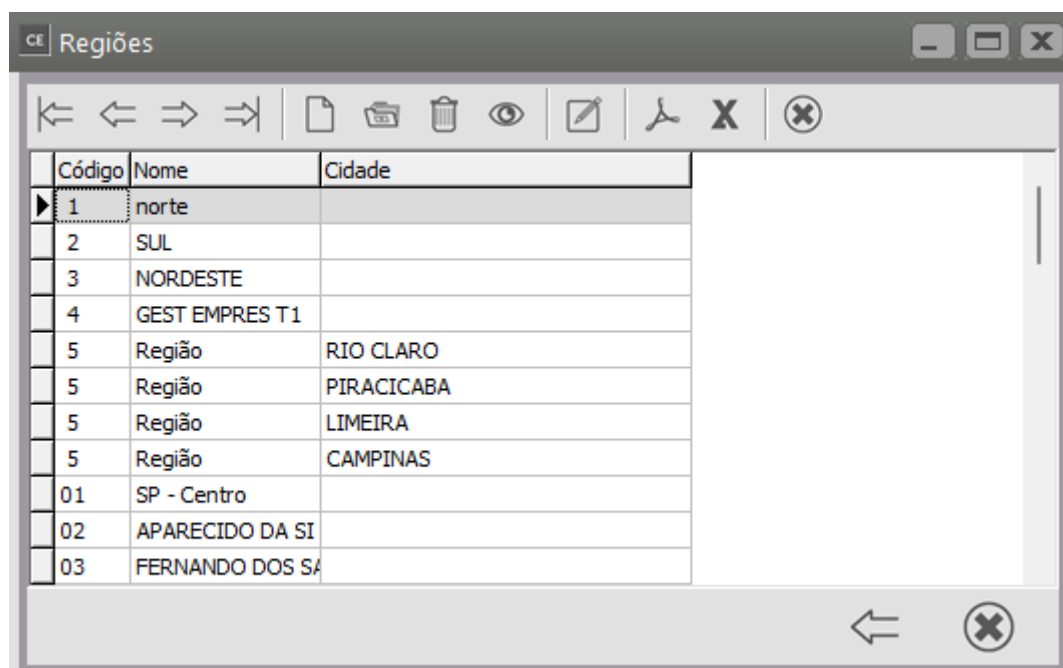 CE Regiões
Código Nome Cidade
1 norte
2 SUL
3 NORDESTE
4 GEST EMPRES T1
5 Região RIO CLARO
5 Região PIRACICABA
5 Região LIMEIRA
5 Região CAMPINAS
01 SP - Centro
02 APARECIDO DA SI
03 FERNANDO DOS SA